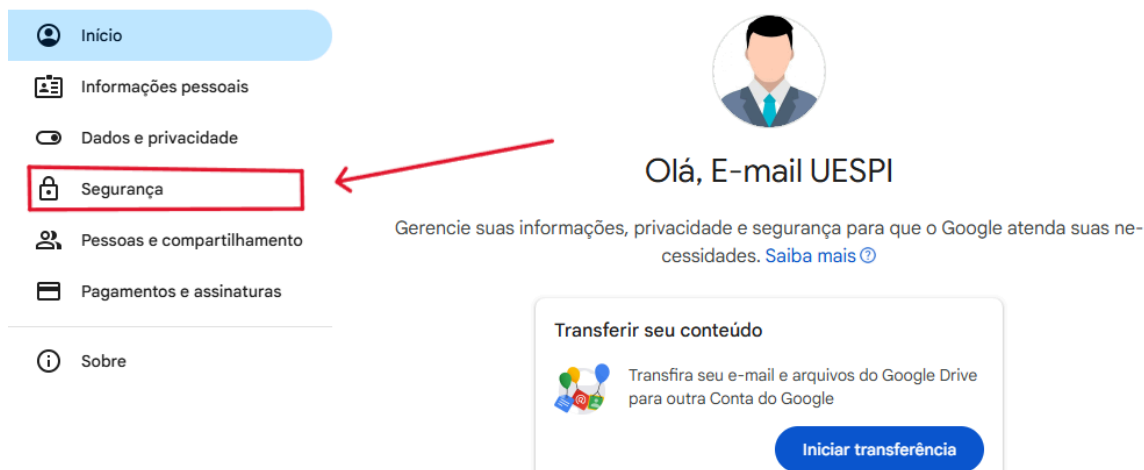 Início
Informações pessoais
Dados e privacidade
Segurança
Pessoas e compartilhamento
Pagamentos e assinaturas
Sobre
Olá, E-mail UESPI
Gerencie suas informações, privacidade e segurança para que o Google atenda suas ne-
cessidades. Saiba mais
Transferir seu conteúdo
Transfira seu e-mail e arquivos do Google Drive
para outra Conta do Google
Iniciar transferência